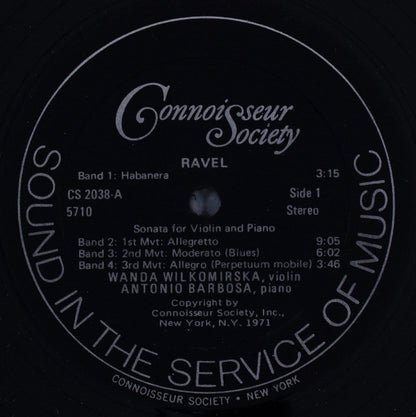 Connoisseur
Society
RAVEL
Band 1: Habanera 3:15
CS 2038-A Side 1
5710 Stereo
Sonata for Violin and Piano
Band 2: 1st Mvt: Allegretto 9:05
Band 3: 2nd Mvt: Moderato (Blues) 6:02
Band 4: 3rd Mvt: Allegro (Perpetuum mobile) 3:46
WANDA WILKOMIRSKA, violin
ANTONIO BARBOSA, piano
Copyright by
Connoisseur Society, Inc.,
New York, N.Y. 1971
SOUND IN THE SERVICE OF MUSIC
CONNOISSEUR SOCIETY • NEW YORK